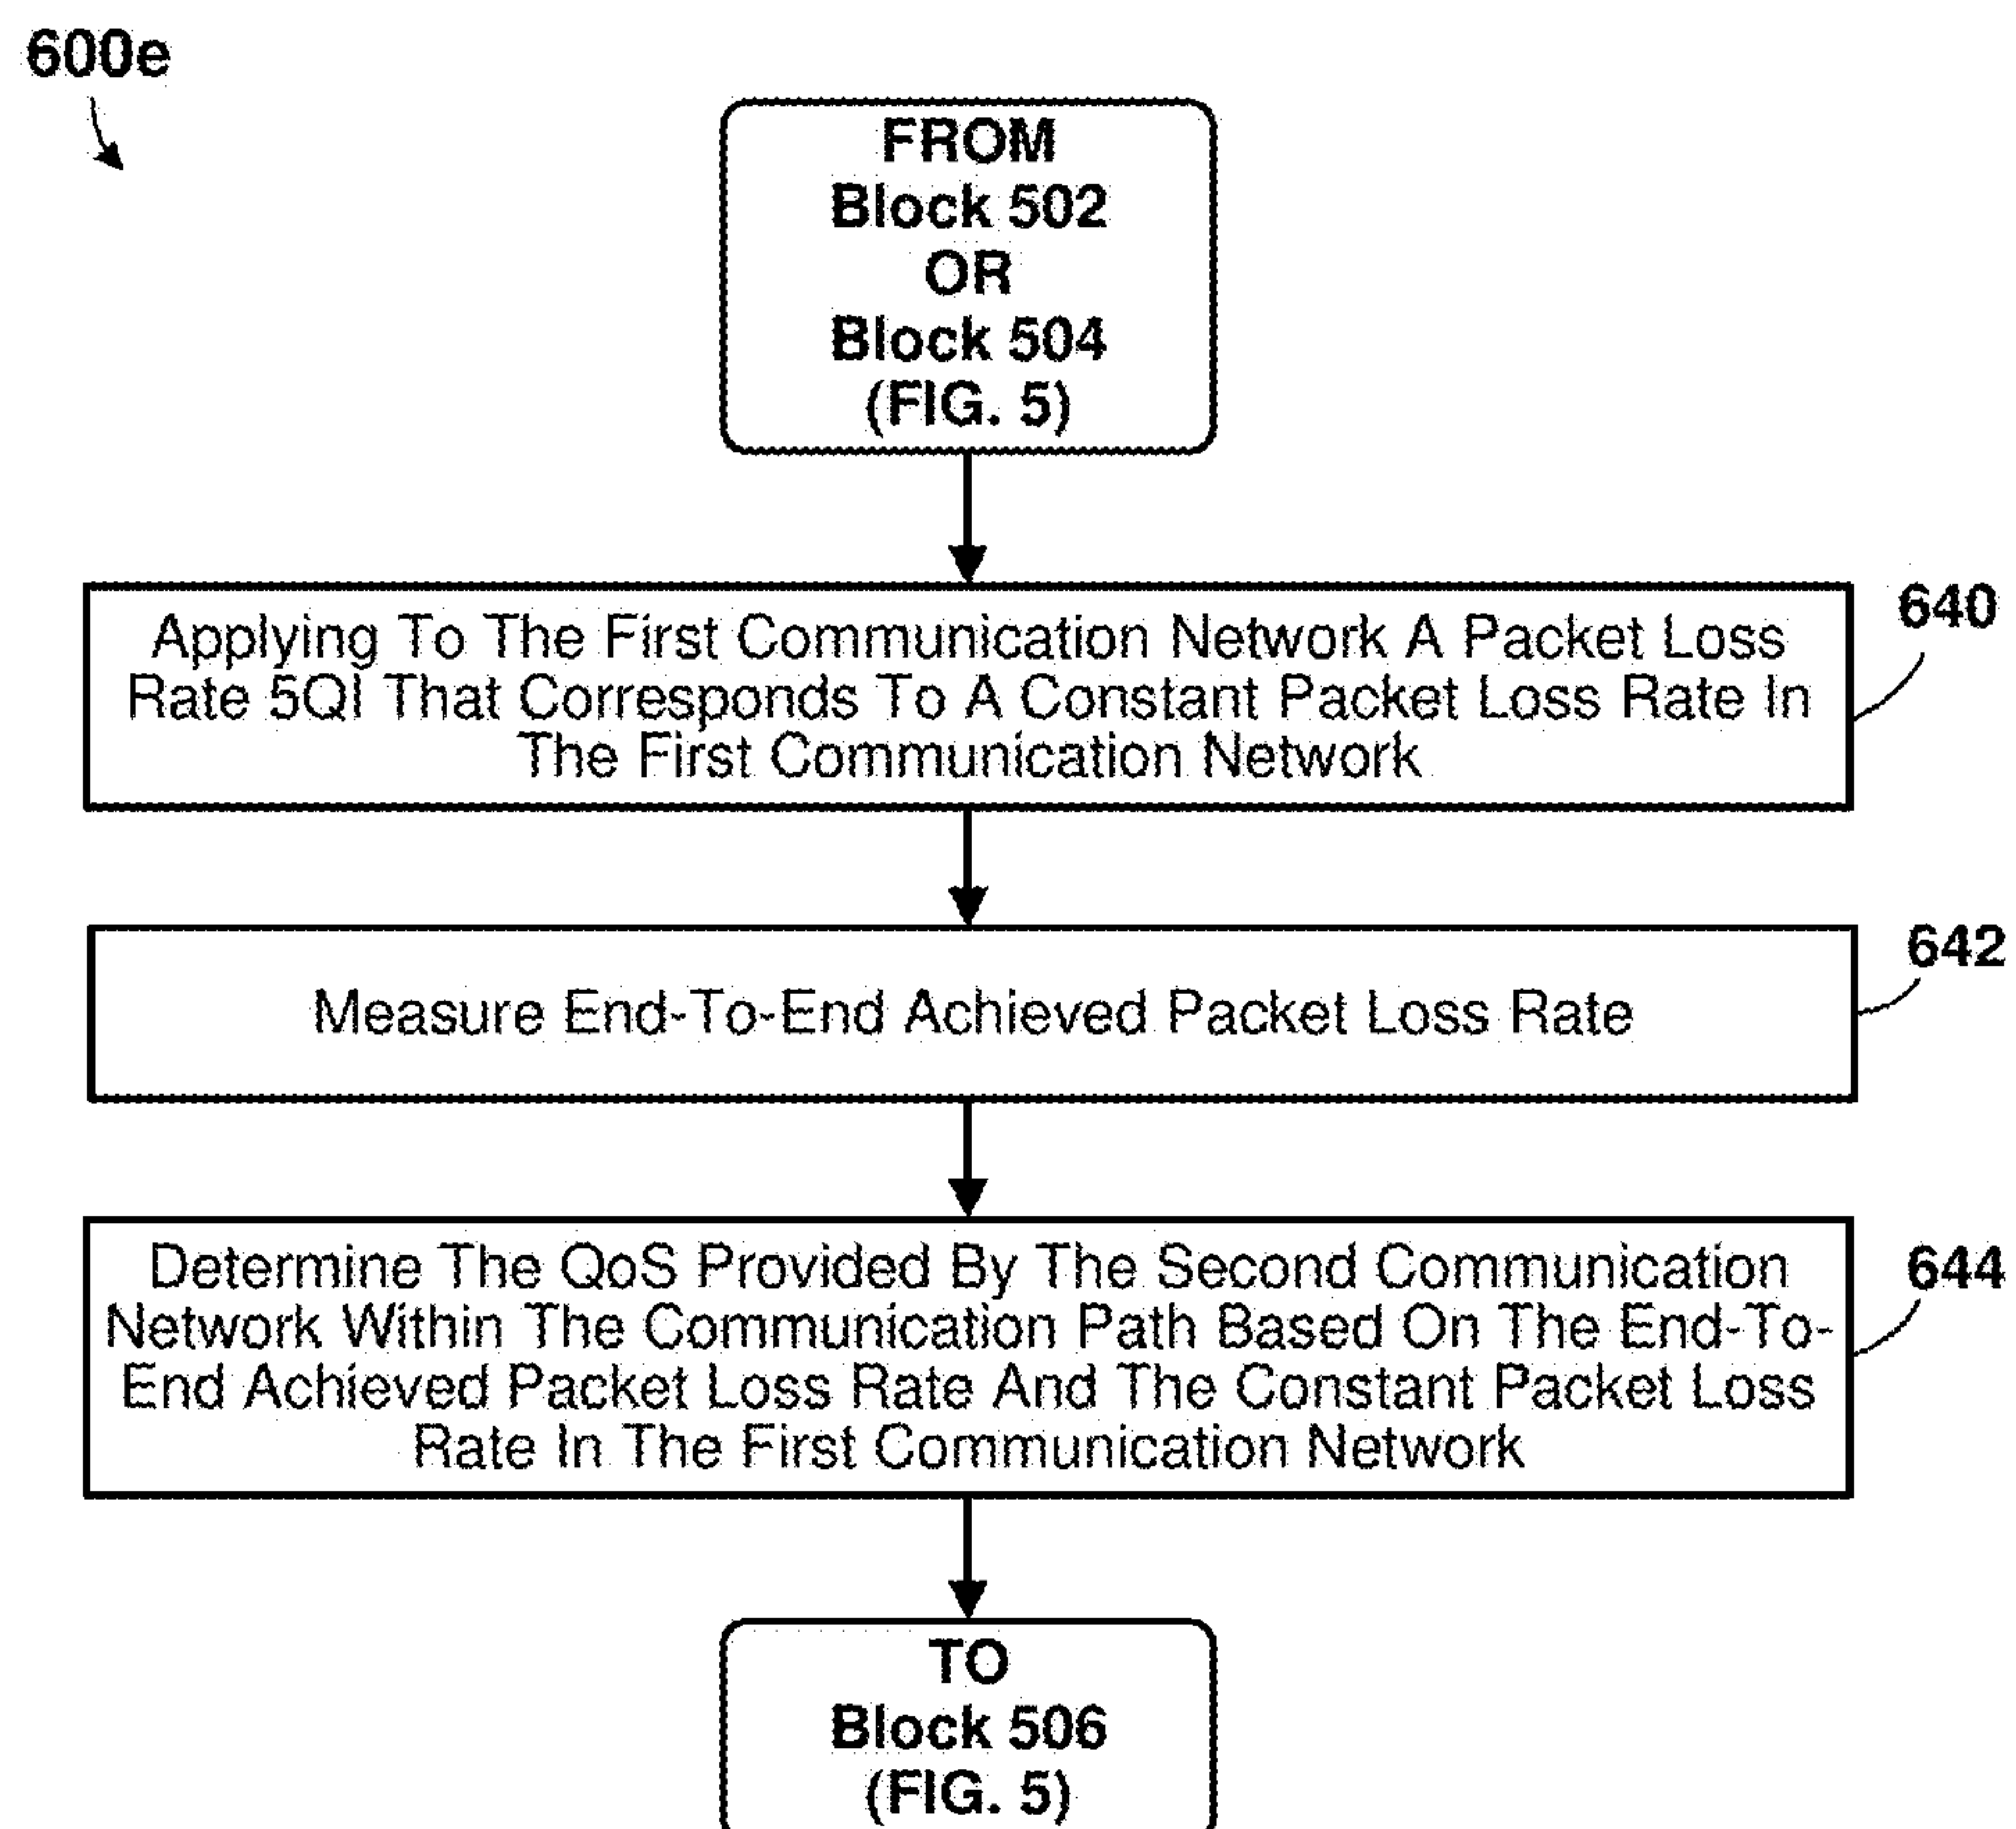 600e
FROM
Block 502
OR
Block 504
(FIG. 5)
Applying To The First Communication Network A Packet Loss
Rate 5QI That Corresponds To A Constant Packet Loss Rate In
The First Communication Network
640
Measure End-To-End Achieved Packet Loss Rate
642
Determine The QoS Provided By The Second Communication
Network Within The Communication Path Based On The End-To-
End Achieved Packet Loss Rate And The Constant Packet Loss
Rate In The First Communication Network
644
TO
Block 506
(FIG. 5)